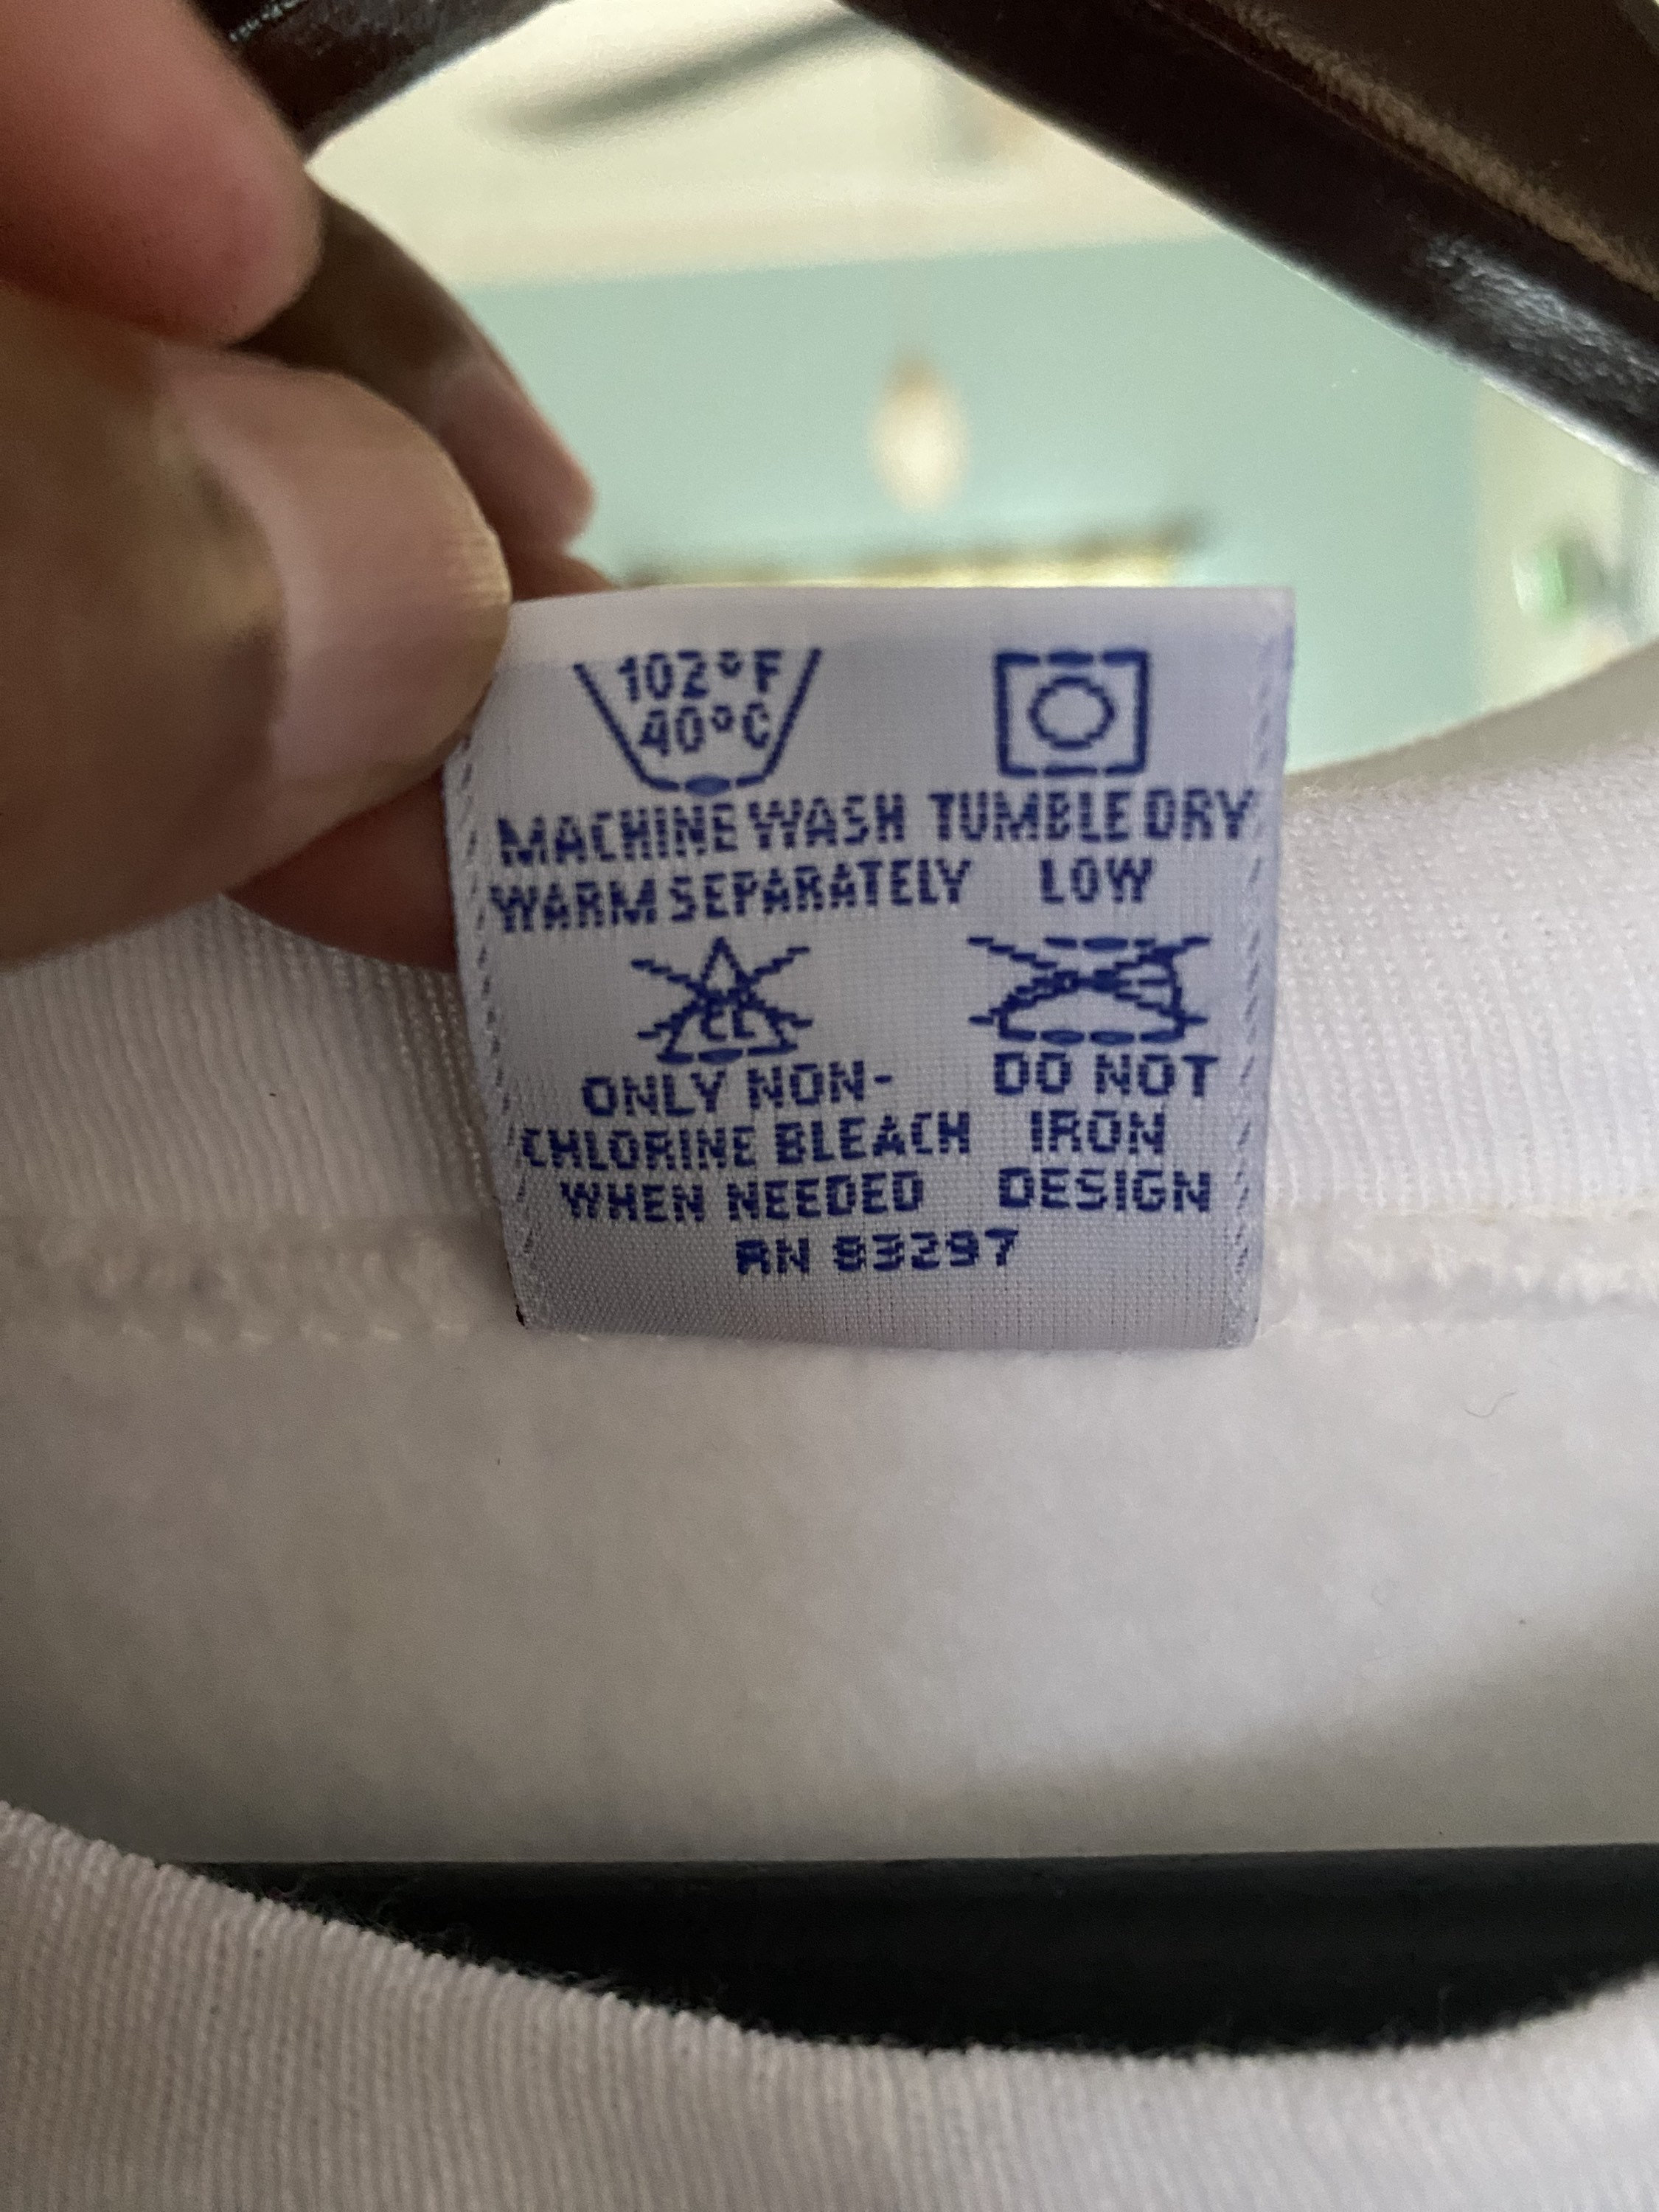 102°F
40°C
MACHINE WASH
WARM SEPARATELY
TUMBLE DRY
LOW
CL
ONLY NON-
CHLORINE BLEACH
WHEN NEEDED
DO NOT
IRON
DESIGN
RN 83297